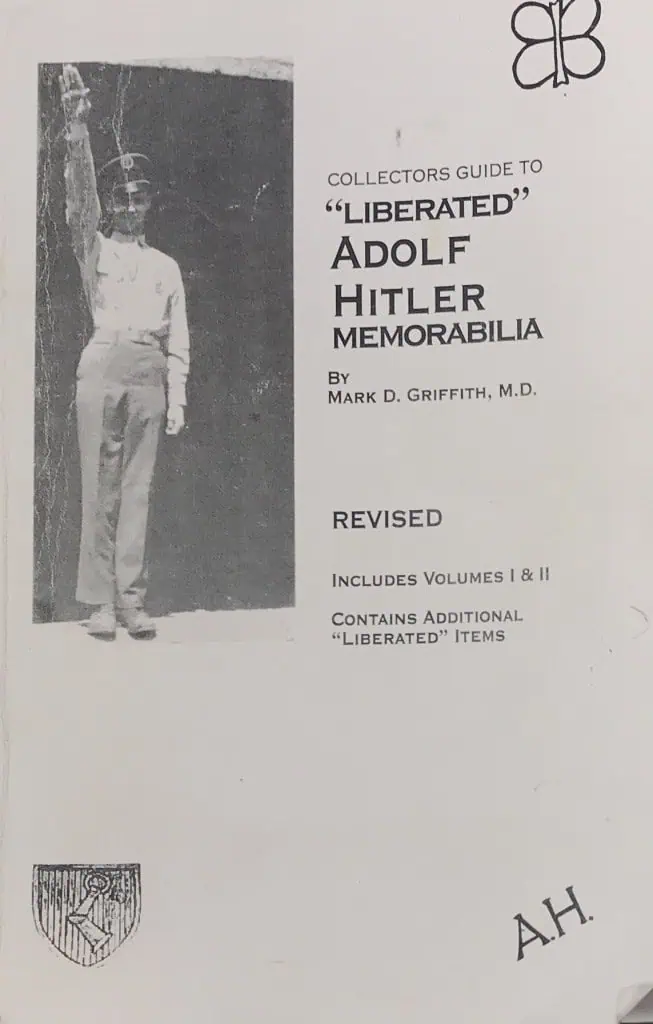 COLLECTORS GUIDE TO
"LIBERATED"
ADOLF
HITLER
MEMORABILIA
BY
MARK D. GRIFFITH, M.D.
REVISED
INCLUDES VOLUMES I & II
CONTAINS ADDITIONAL
"LIBERATED" ITEMS
A.H.